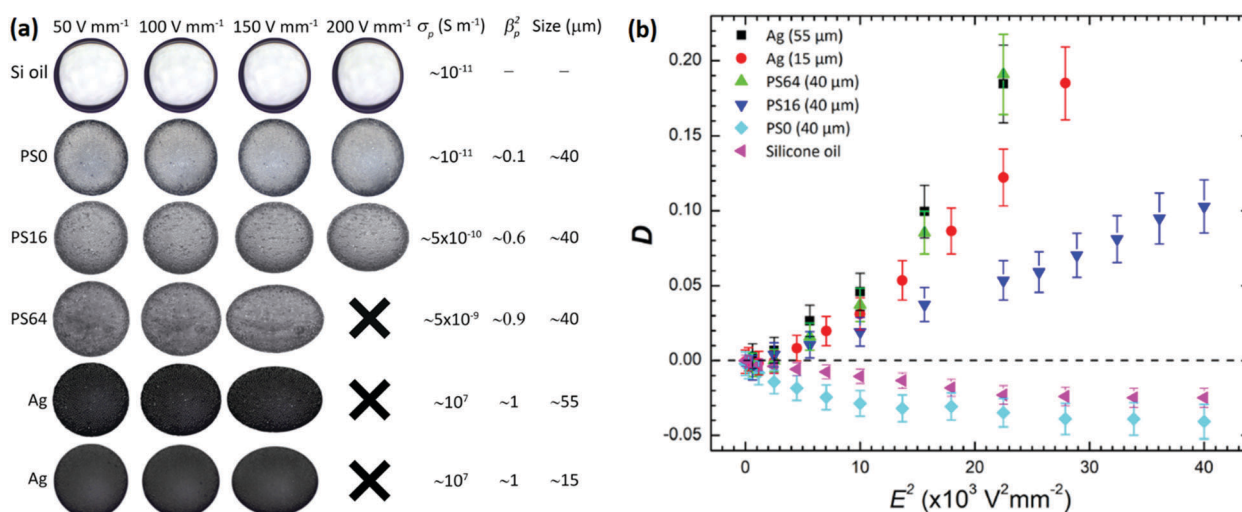 (a) 50 V mm⁻¹ 100 V mm⁻¹ 150 V mm⁻¹ 200 V mm⁻¹ σₚ (S m⁻¹) βₚ² Size (μm)
Si oil ~10⁻¹¹ – –
PS0 ~10⁻¹¹ ~0.1 ~40
PS16 ~5x10⁻¹⁰ ~0.6 ~40
PS64 ~5x10⁻⁹ ~0.9 ~40
Ag ~10⁷ ~1 ~55
Ag ~10⁷ ~1 ~15
(b)
Ag (55 μm)
Ag (15 μm)
PS64 (40 μm)
PS16 (40 μm)
PS0 (40 μm)
Silicone oil
D
0.20
0.15
0.10
0.05
0.00
-0.05
0 10 20 30 40
E² (x10³ V²mm⁻²)